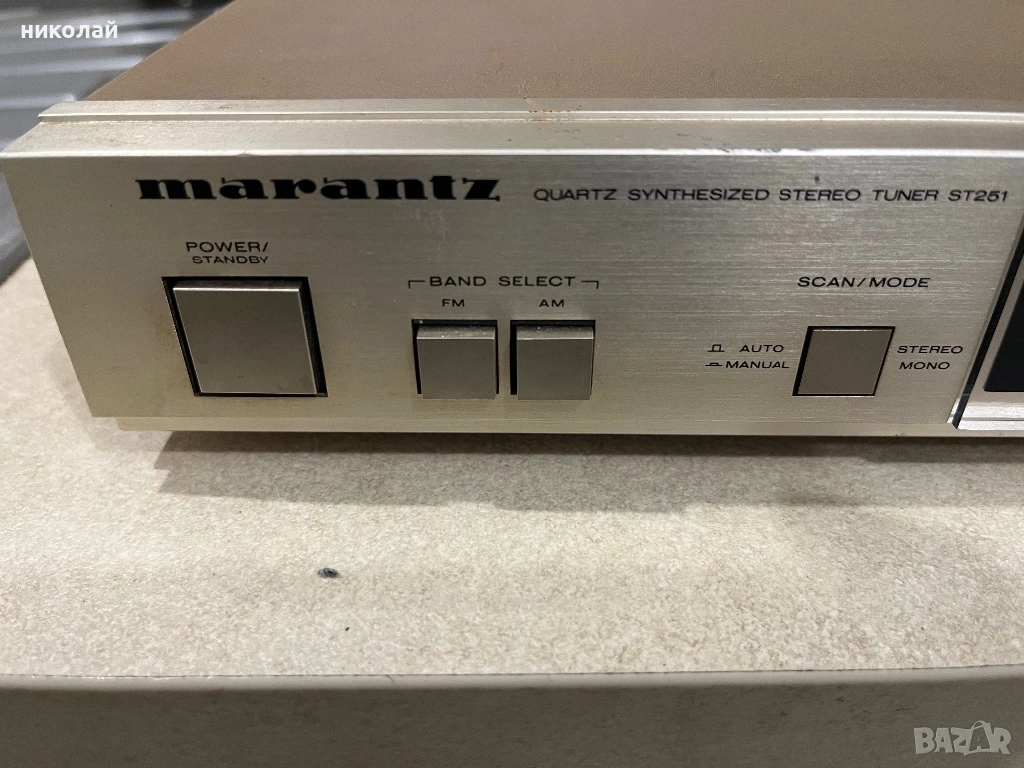 николай
marantz QUARTZ SYNTHESIZED STEREO TUNER ST251
POWER/
STANDBY
BAND SELECT
FM AM
SCAN/MODE
AUTO STEREO
MANUAL MONO
BAZAR